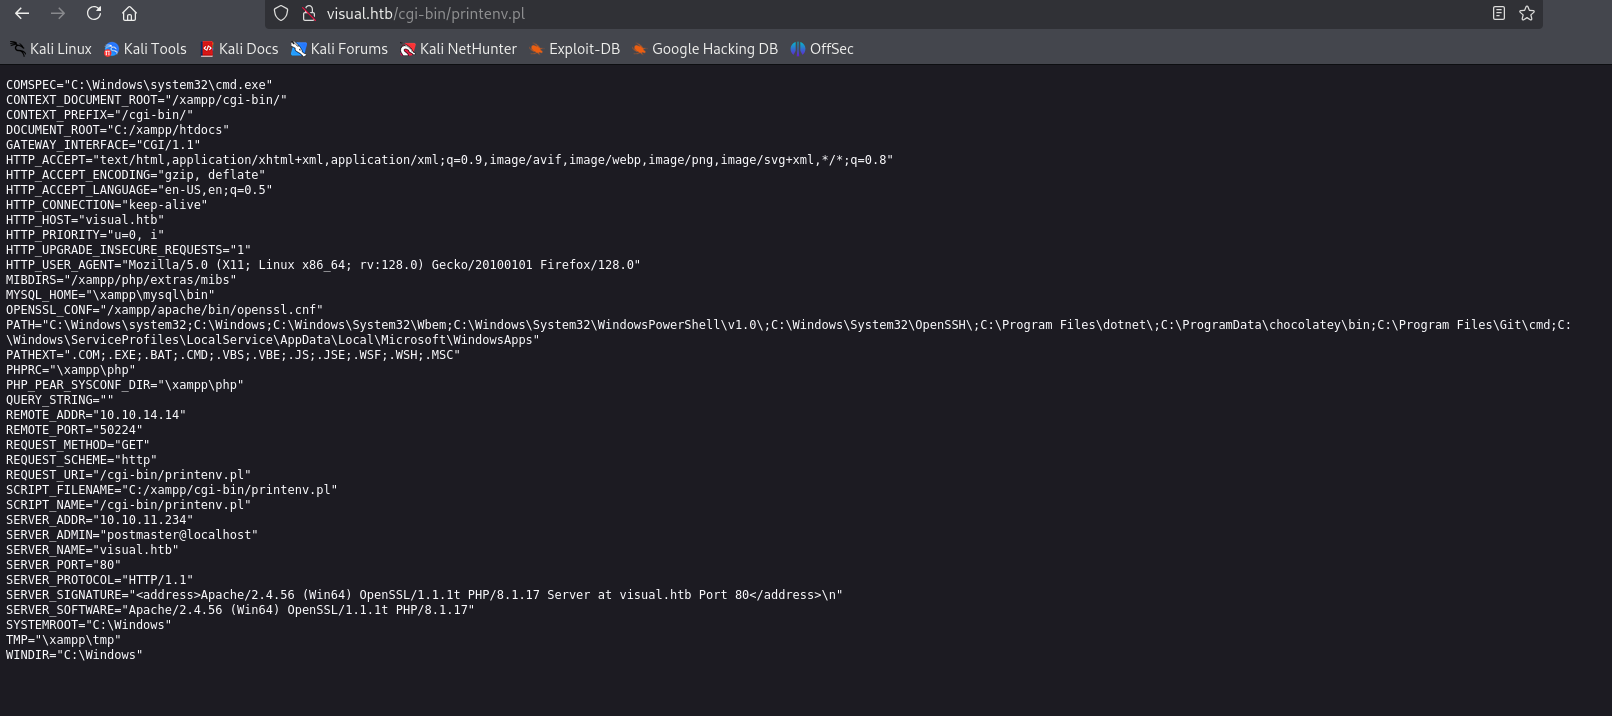 visual.htb/cgi-bin/printenv.pl
Kali Linux Kali Tools Kali Docs Kali Forums Kali NetHunter Exploit-DB Google Hacking DB OffSec
COMSPEC="C:\Windows\system32\cmd.exe"
CONTEXT_DOCUMENT_ROOT="/xampp/cgi-bin/"
CONTEXT_PREFIX="/cgi-bin/"
DOCUMENT_ROOT="C:/xampp/htdocs"
GATEWAY_INTERFACE="CGI/1.1"
HTTP_ACCEPT="text/html,application/xhtml+xml,application/xml;q=0.9,image/avif,image/webp,image/png,image/svg+xml,*/*;q=0.8"
HTTP_ACCEPT_ENCODING="gzip, deflate"
HTTP_ACCEPT_LANGUAGE="en-US,en;q=0.5"
HTTP_CONNECTION="keep-alive"
HTTP_HOST="visual.htb"
HTTP_PRIORITY="u=0, i"
HTTP_UPGRADE_INSECURE_REQUESTS="1"
HTTP_USER_AGENT="Mozilla/5.0 (X11; Linux x86_64; rv:128.0) Gecko/20100101 Firefox/128.0"
MIBDIRS="/xampp/php/extras/mibs"
MYSQL_HOME="\xampp\mysql\bin"
OPENSSL_CONF="/xampp/apache/bin/openssl.cnf"
PATH="C:\Windows\system32;C:\Windows;C:\Windows\System32\Wbem;C:\Windows\System32\WindowsPowerShell\v1.0\;C:\Windows\System32\OpenSSH\;C:\Program Files\dotnet\;C:\ProgramData\chocolatey\bin;C:\Program Files\Git\cmd;C:
\Windows\ServiceProfiles\LocalService\AppData\Local\Microsoft\WindowsApps"
PATHEXT=".COM;.EXE;.BAT;.CMD;.VBS;.VBE;.JS;.JSE;.WSF;.WSH;.MSC"
PHPRC="\xampp\php"
PHP_PEAR_SYSCONF_DIR="\xampp\php"
QUERY_STRING=""
REMOTE_ADDR="10.10.14.14"
REMOTE_PORT="50224"
REQUEST_METHOD="GET"
REQUEST_SCHEME="http"
REQUEST_URI="/cgi-bin/printenv.pl"
SCRIPT_FILENAME="C:/xampp/cgi-bin/printenv.pl"
SCRIPT_NAME="/cgi-bin/printenv.pl"
SERVER_ADDR="10.10.11.234"
SERVER_ADMIN="postmaster@localhost"
SERVER_NAME="visual.htb"
SERVER_PORT="80"
SERVER_PROTOCOL="HTTP/1.1"
SERVER_SIGNATURE="<address>Apache/2.4.56 (Win64) OpenSSL/1.1.1t PHP/8.1.17 Server at visual.htb Port 80</address>\n"
SERVER_SOFTWARE="Apache/2.4.56 (Win64) OpenSSL/1.1.1t PHP/8.1.17"
SYSTEMROOT="C:\Windows"
TMP="\xampp\tmp"
WINDIR="C:\Windows"